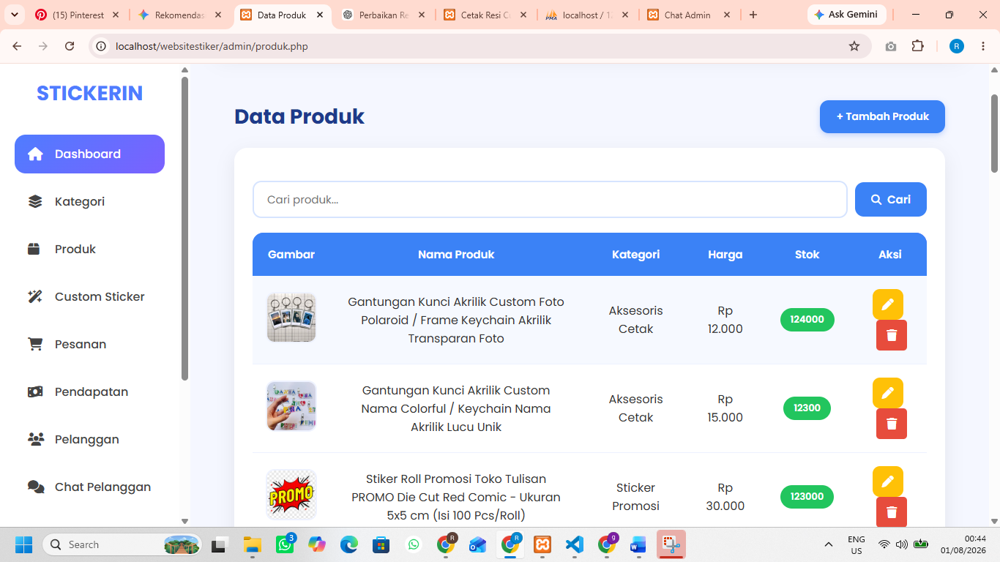 (15) Pinterest
Rekomendas
Data Produk
Perbaikan Re
Cetak Resi C
localhost / 12
Chat Admin
Ask Gemini
localhost/websitestiker/admin/produk.php
R
STICKERIN
Dashboard
Kategori
Produk
Custom Sticker
Pesanan
Pendapatan
Pelanggan
Chat Pelanggan
Data Produk
+ Tambah Produk
Cari produk...
Cari
Gambar Nama Produk Kategori Harga Stok Aksi
Gantungan Kunci Akrilik Custom Foto
Polaroid / Frame Keychain Akrilik
Transparan Foto
Aksesoris
Cetak
Rp
12.000
124000
Gantungan Kunci Akrilik Custom
Nama Colorful / Keychain Nama
Akrilik Lucu Unik
Aksesoris
Cetak
Rp
15.000
12300
PROMO
Stiker Roll Promosi Toko Tulisan
PROMO Die Cut Red Comic - Ukuran
5x5 cm (Isi 100 Pcs/Roll)
Sticker
Promosi
Rp
30.000
123000
Search
3
R
R
g
ENG
US
00:44
01/08/2026